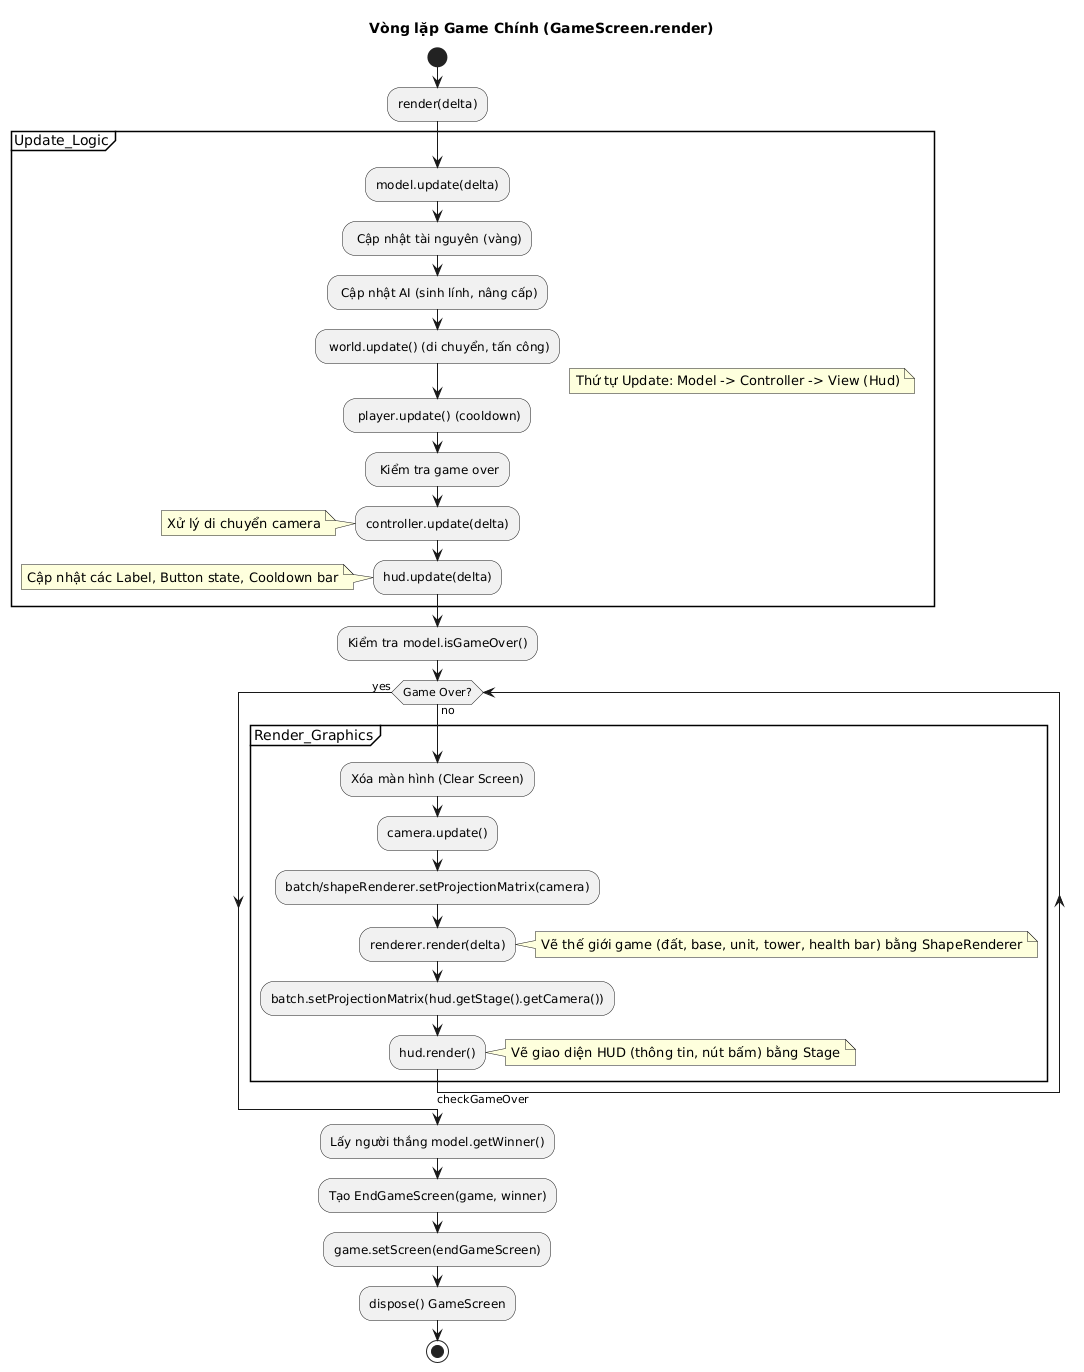 Vòng lặp Game Chính (GameScreen.render)
render(delta)
Update_Logic
model.update(delta)
Cập nhật tài nguyên (vàng)
Cập nhật AI (sinh lính, nâng cấp)
world.update() (di chuyển, tấn công)
Thứ tự Update: Model -> Controller -> View (Hud)
player.update() (cooldown)
Kiểm tra game over
Xử lý di chuyển camera
controller.update(delta)
Cập nhật các Label, Button state, Cooldown bar
hud.update(delta)
Kiểm tra model.isGameOver()
yes
Game Over?
no
Render_Graphics
Xóa màn hình (Clear Screen)
camera.update()
batch/shapeRenderer.setProjectionMatrix(camera)
renderer.render(delta)
Vẽ thế giới game (đất, base, unit, tower, health bar) bằng ShapeRenderer
batch.setProjectionMatrix(hud.getStage().getCamera())
hud.render()
Vẽ giao diện HUD (thông tin, nút bấm) bằng Stage
checkGameOver
Lấy người thắng model.getWinner()
Tạo EndGameScreen(game, winner)
game.setScreen(endGameScreen)
dispose() GameScreen